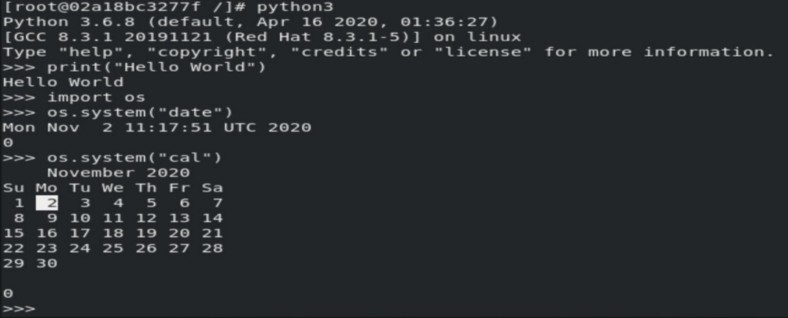 [root@02a18bc3277f /]# python3
Python 3.6.8 (default, Apr 16 2020, 01:36:27)
[GCC 8.3.1 20191121 (Red Hat 8.3.1-5)] on linux
Type "help", "copyright", "credits" or "license" for more information.
>>> print("Hello World")
Hello World
>>> import os
>>> os.system("date")
Mon Nov  2 11:17:51 UTC 2020
0
>>> os.system("cal")
    November 2020
Su Mo Tu We Th Fr Sa
 1  2  3  4  5  6  7
 8  9 10 11 12 13 14
15 16 17 18 19 20 21
22 23 24 25 26 27 28
29 30
0
>>>